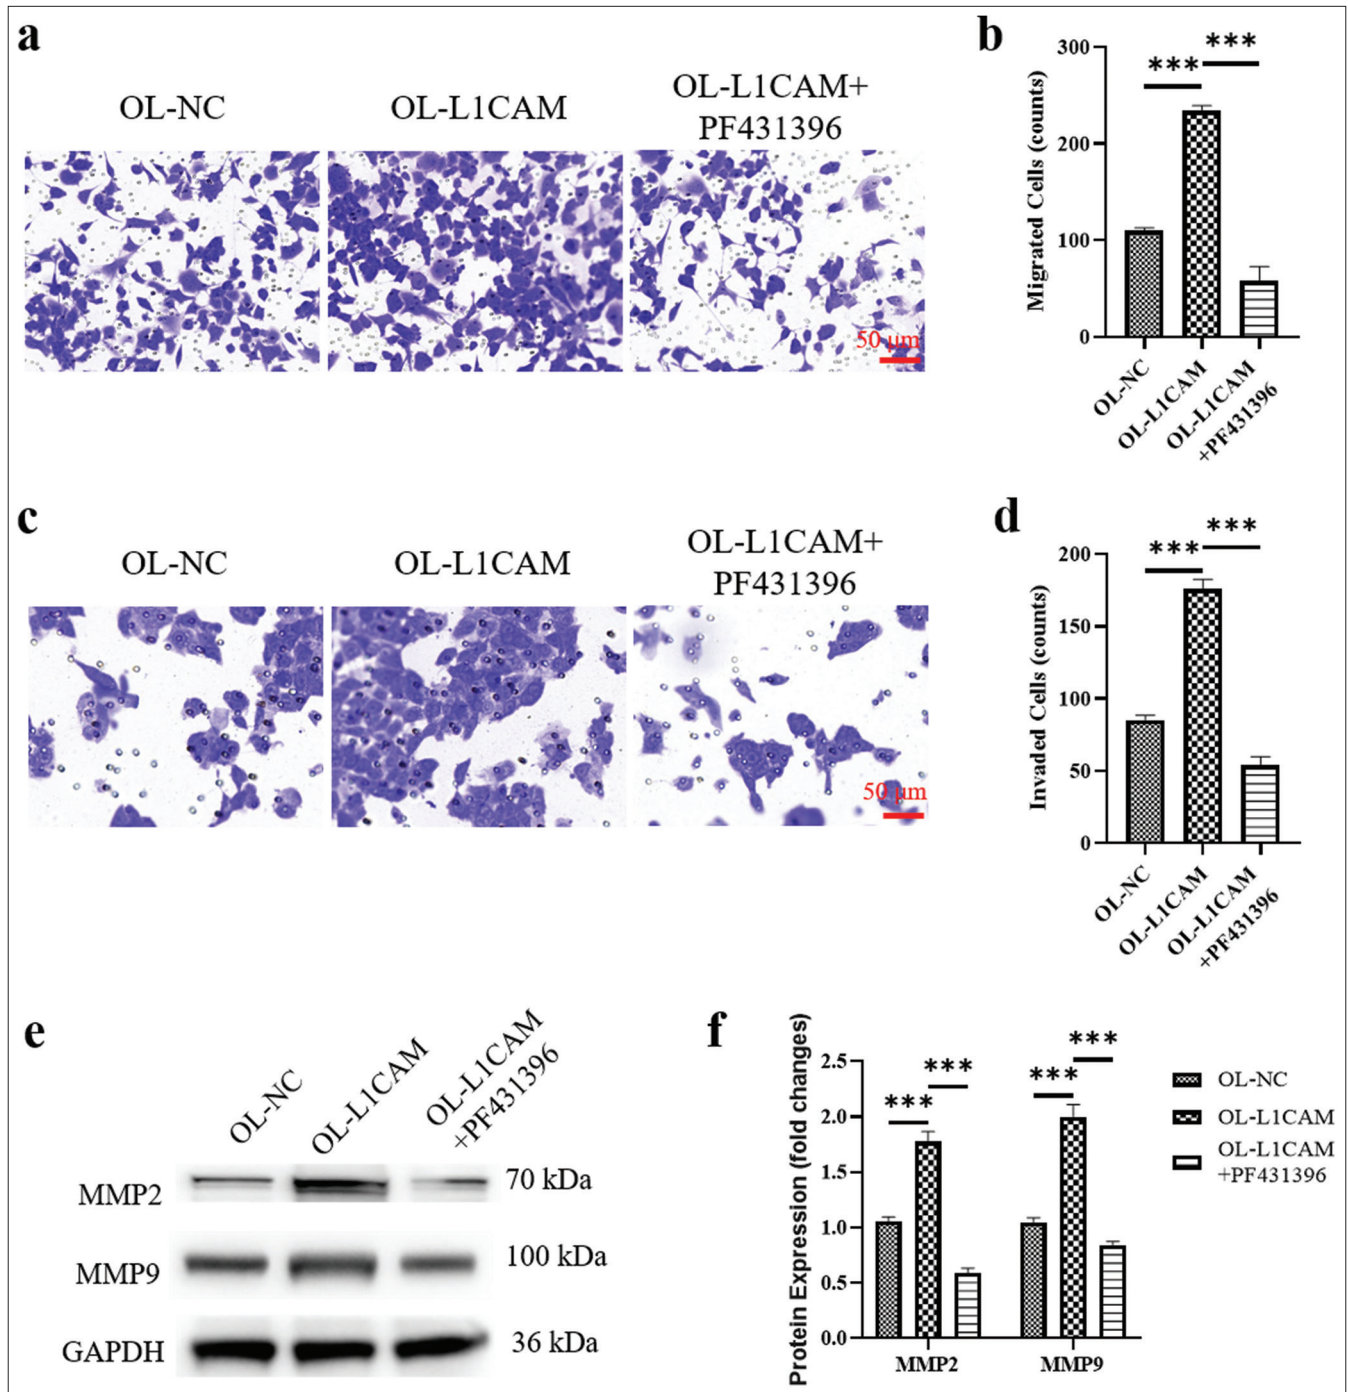 a
OL-NC
OL-L1CAM
OL-L1CAM+
PF431396
50 μm
b
Migrated Cells (counts)
300
200
100
0
***
***
OL-NC
OL-L1CAM
OL-L1CAM
+PF431396
c
OL-NC
OL-L1CAM
OL-L1CAM+
PF431396
50 μm
d
Invaded Cells (counts)
200
150
100
50
0
***
***
OL-NC
OL-L1CAM
OL-L1CAM
+PF431396
e
OL-NC
OL-L1CAM
OL-L1CAM
+PF431396
MMP2
70 kDa
MMP9
100 kDa
GAPDH
36 kDa
f
Protein Expression (fold changes)
2.5
2.0
1.5
1.0
0.5
0.0
***
***
***
***
MMP2
MMP9
OL-NC
OL-L1CAM
OL-L1CAM
+PF431396